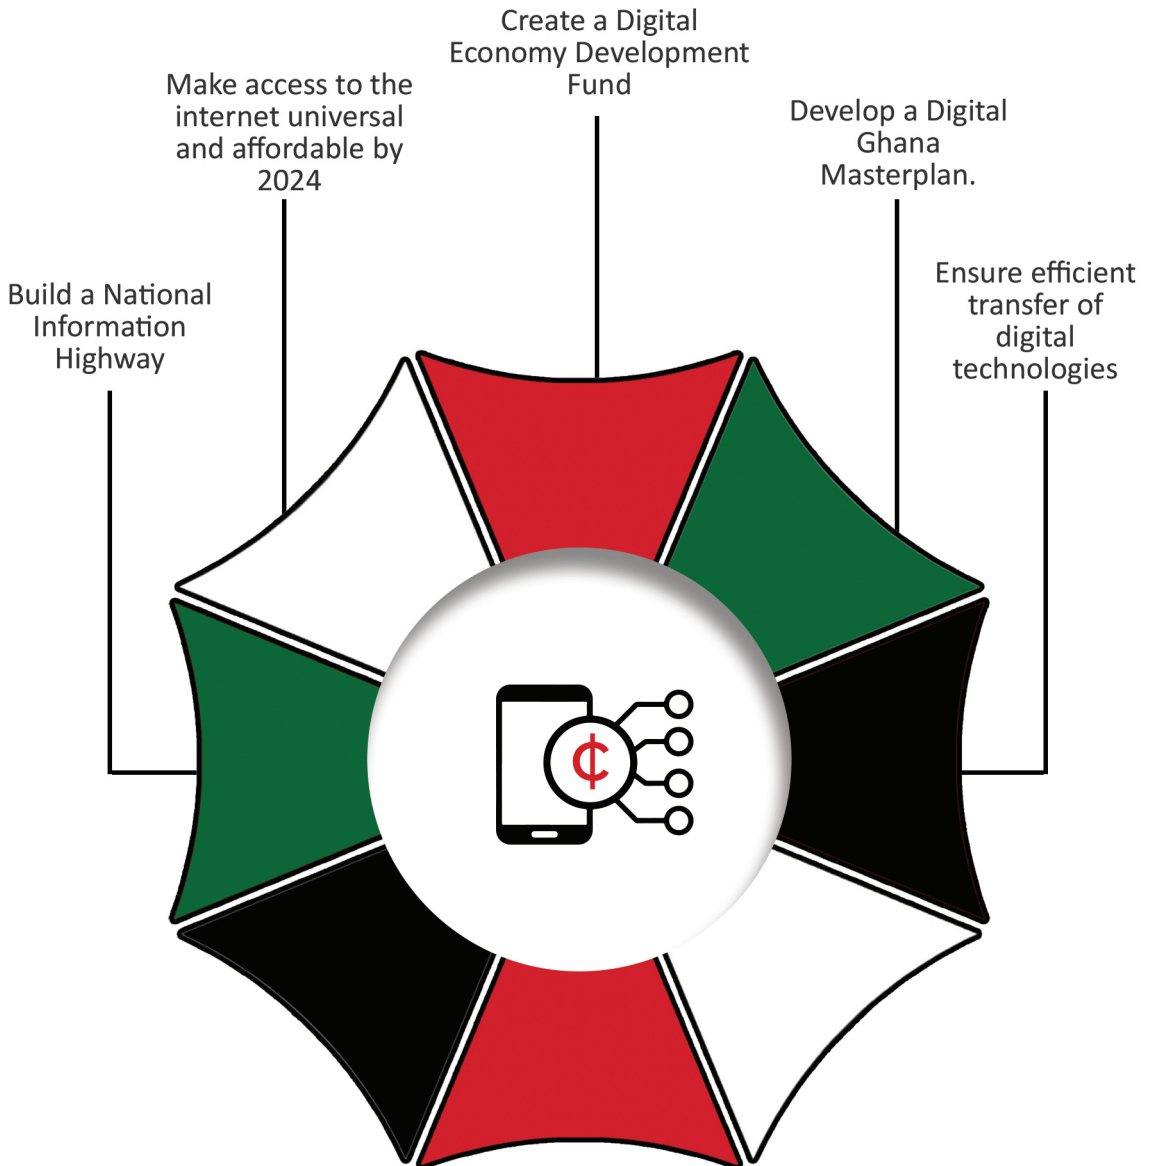 Create a Digital
Economy Development
Fund
Make access to the
internet universal
and affordable by
2024
Develop a Digital
Ghana
Masterplan.
Ensure efficient
transfer of
digital
technologies
Build a National
Information
Highway
₵